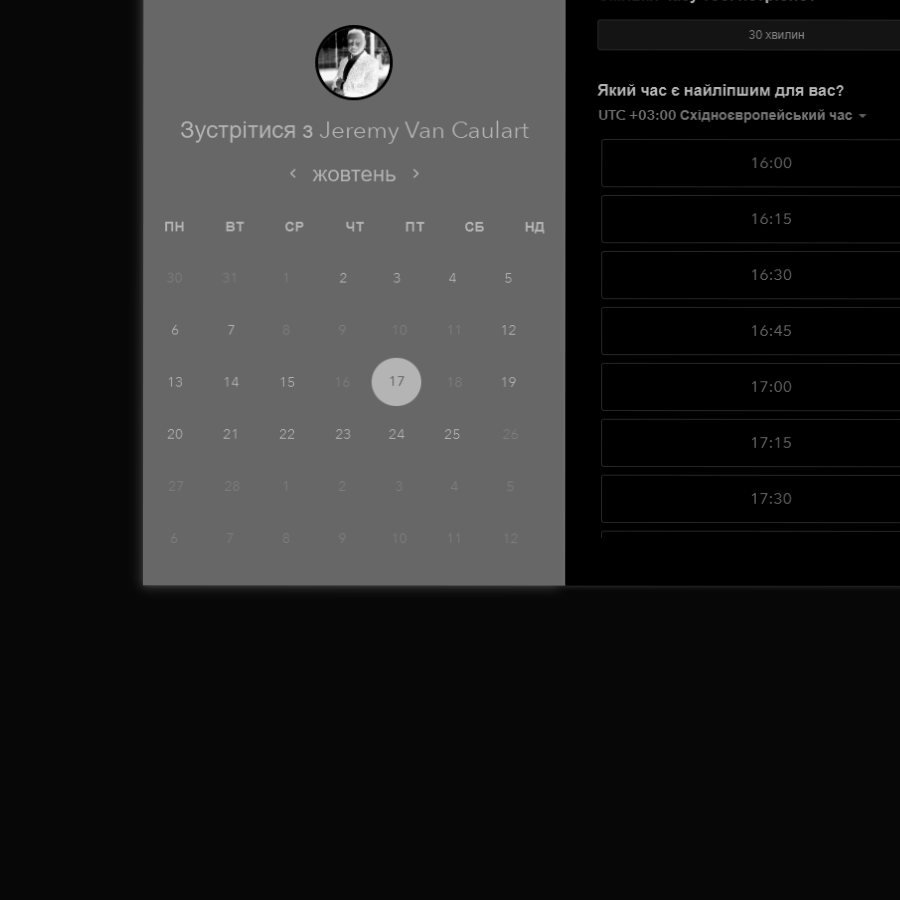 Зустрітися з Jeremy Van Caulart
жовтень
ПН ВТ СР ЧТ ПТ СБ НД
30 31 1 2 3 4 5
6 7 8 9 10 11 12
13 14 15 16 17 18 19
20 21 22 23 24 25 26
27 28 1 2 3 4 5
6 7 8 9 10 11 12
30 хвилин
Який час є найліпшим для вас?
UTC +03:00 Східноєвропейський час
16:00
16:15
16:30
16:45
17:00
17:15
17:30